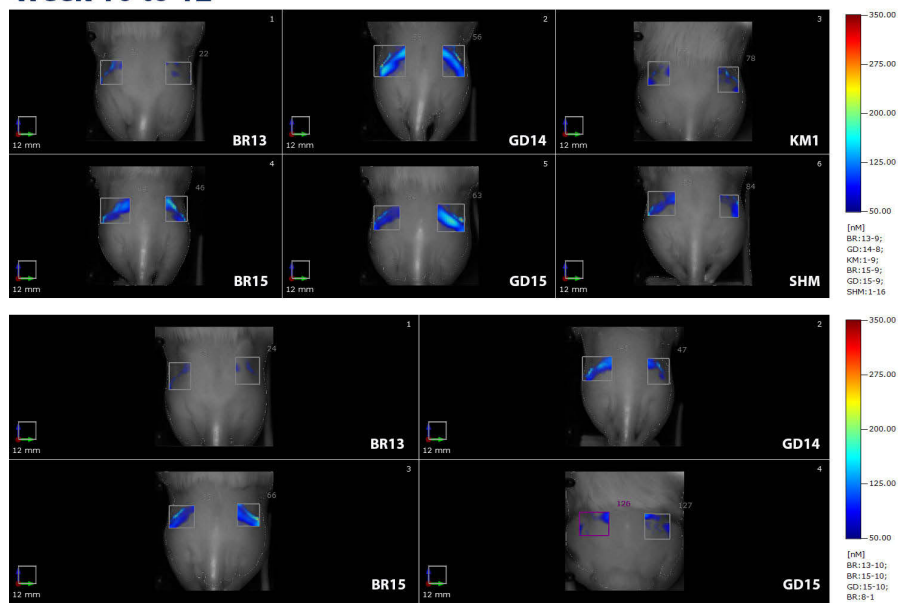 1
22
BR13
12 mm
2
56
GD14
12 mm
3
78
KM1
12 mm
350.00
275.00
200.00
125.00
50.00
4
46
BR15
12 mm
5
63
GD15
12 mm
6
84
SHM
12 mm
[nM]
BR:13-9;
GD:14-8;
KM:1-9;
BR:15-9;
GD:15-9;
SHM:1-16
1
24
BR13
12 mm
2
47
GD14
12 mm
350.00
275.00
200.00
125.00
50.00
3
66
BR15
12 mm
4
126
127
GD15
12 mm
[nM]
BR:13-10;
BR:15-10;
GD:15-10;
BR:8-1